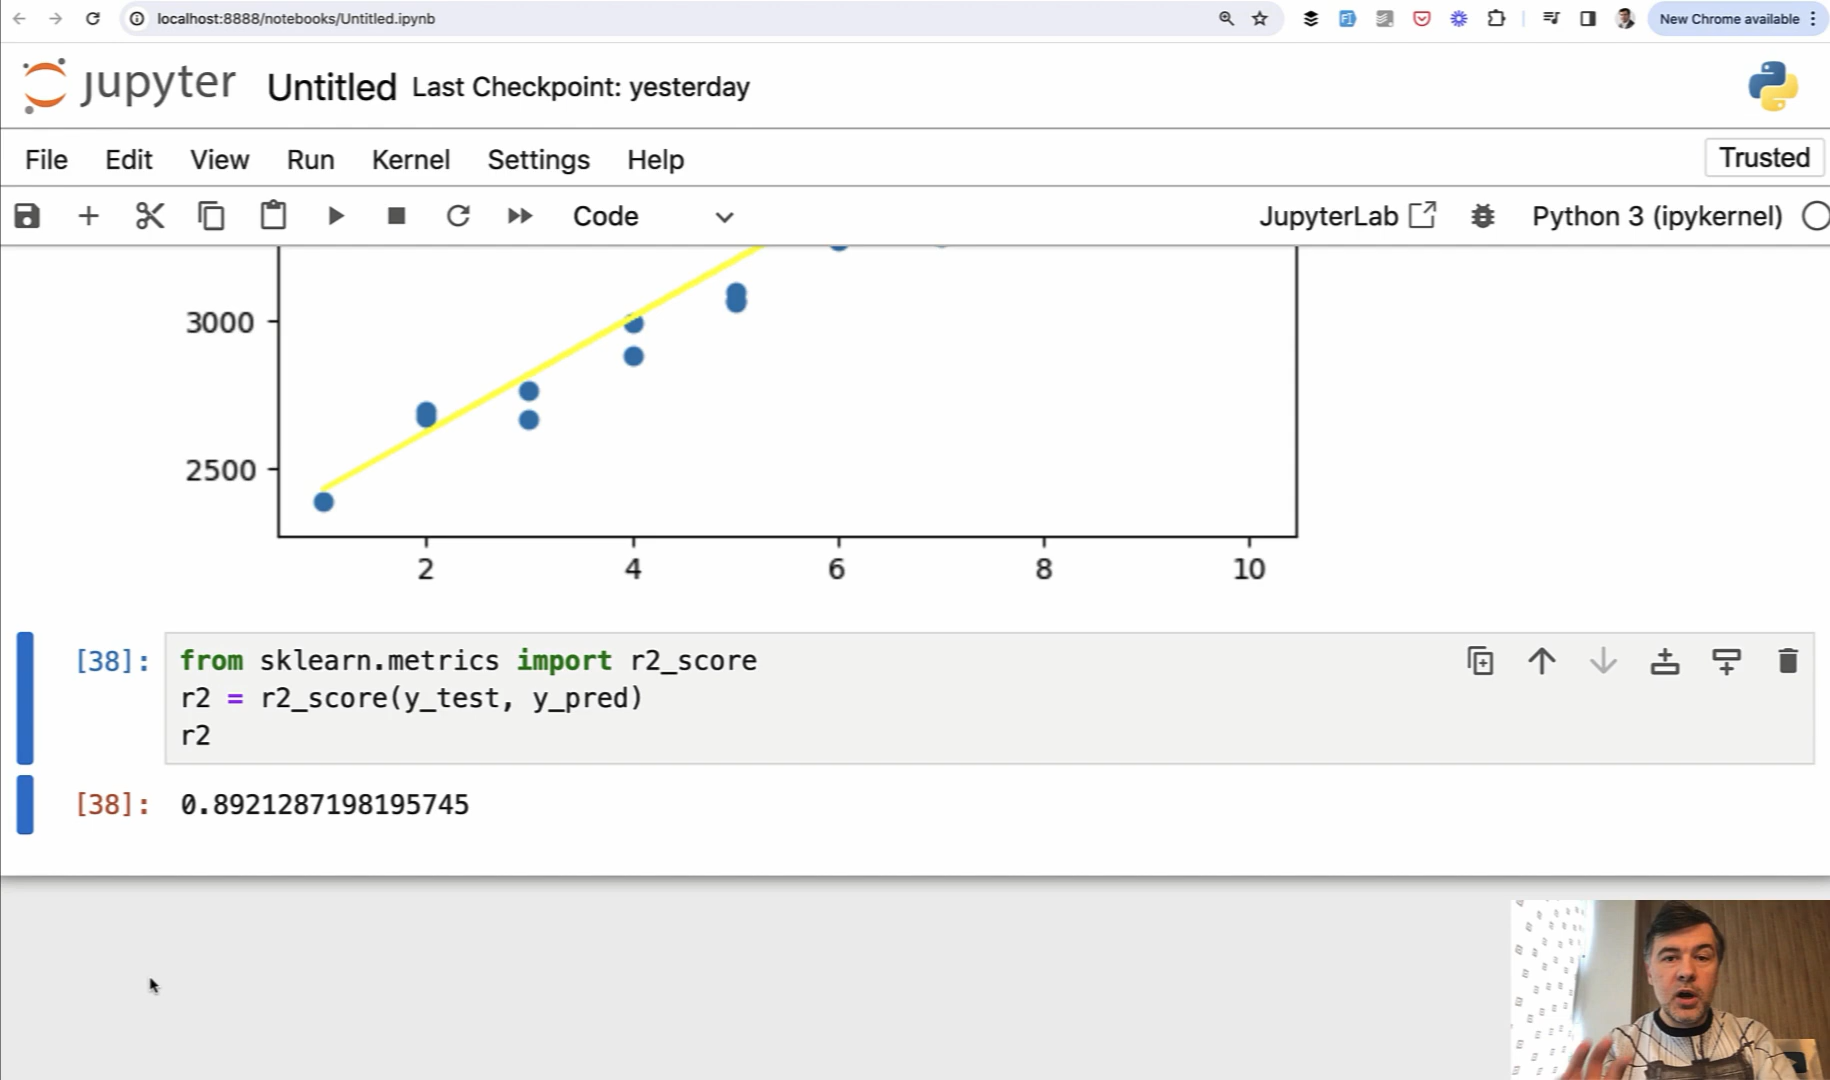 localhost:8888/notebooks/Untitled.ipynb
New Chrome available
jupyter Untitled Last Checkpoint: yesterday
File Edit View Run Kernel Settings Help
Trusted
Code
JupyterLab
Python 3 (ipykernel)
3000
2500
2 4 6 8 10
[38]:
from sklearn.metrics import r2_score
r2 = r2_score(y_test, y_pred)
r2
[38]: 0.8921287198195745